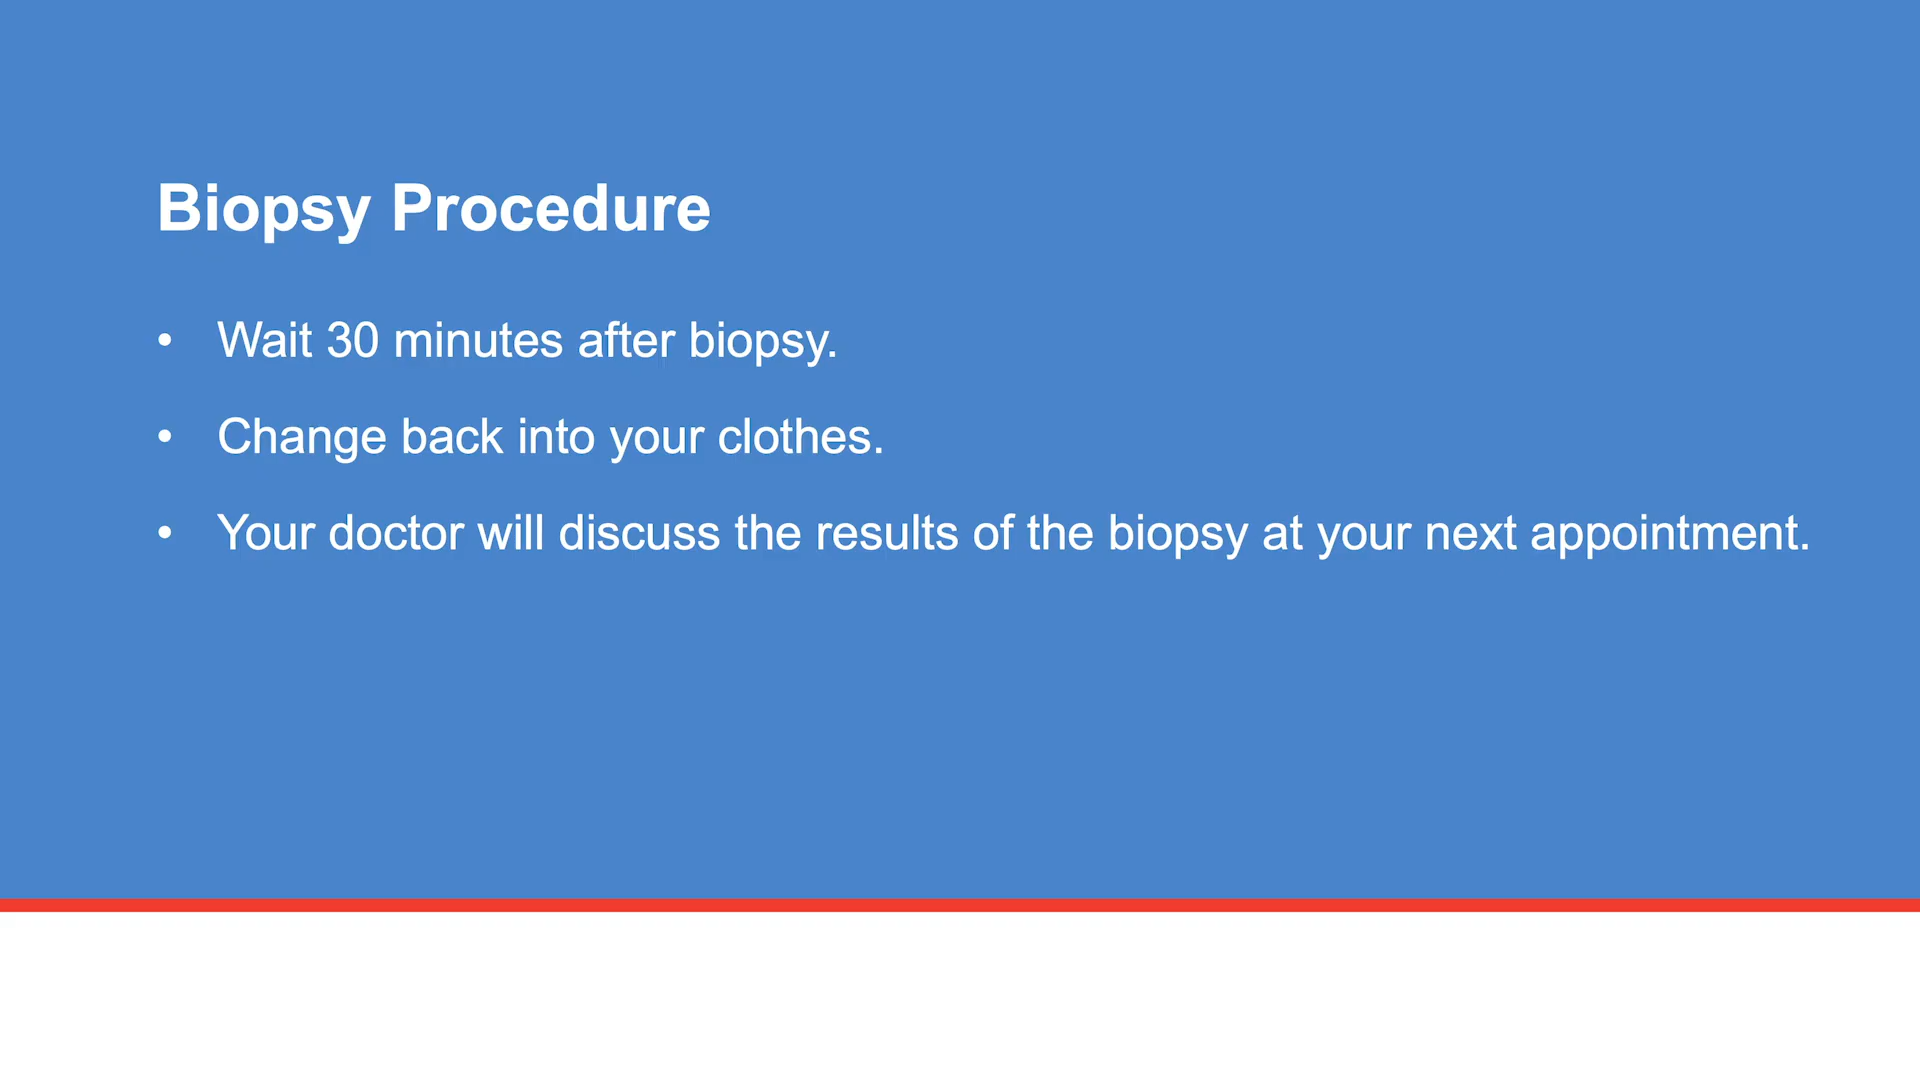 Biopsy Procedure
• Wait 30 minutes after biopsy.
• Change back into your clothes.
• Your doctor will discuss the results of the biopsy at your next appointment.